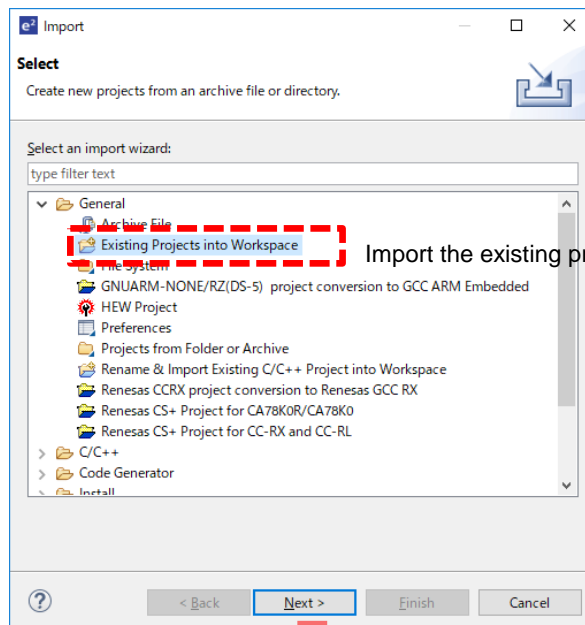 e² Import
Select
Create new projects from an archive file or directory.
Select an import wizard:
type filter text
General
Archive File
Existing Projects into Workspace
Import the existing pr
File System
GNUARM-NONE/RZ(DS-5) project conversion to GCC ARM Embedded
HEW Project
Preferences
Projects from Folder or Archive
Rename & Import Existing C/C++ Project into Workspace
Renesas CCRX project conversion to Renesas GCC RX
Renesas CS+ Project for CA78K0R/CA78K0
Renesas CS+ Project for CC-RX and CC-RL
C/C++
Code Generator
Install
? < Back Next > Finish Cancel